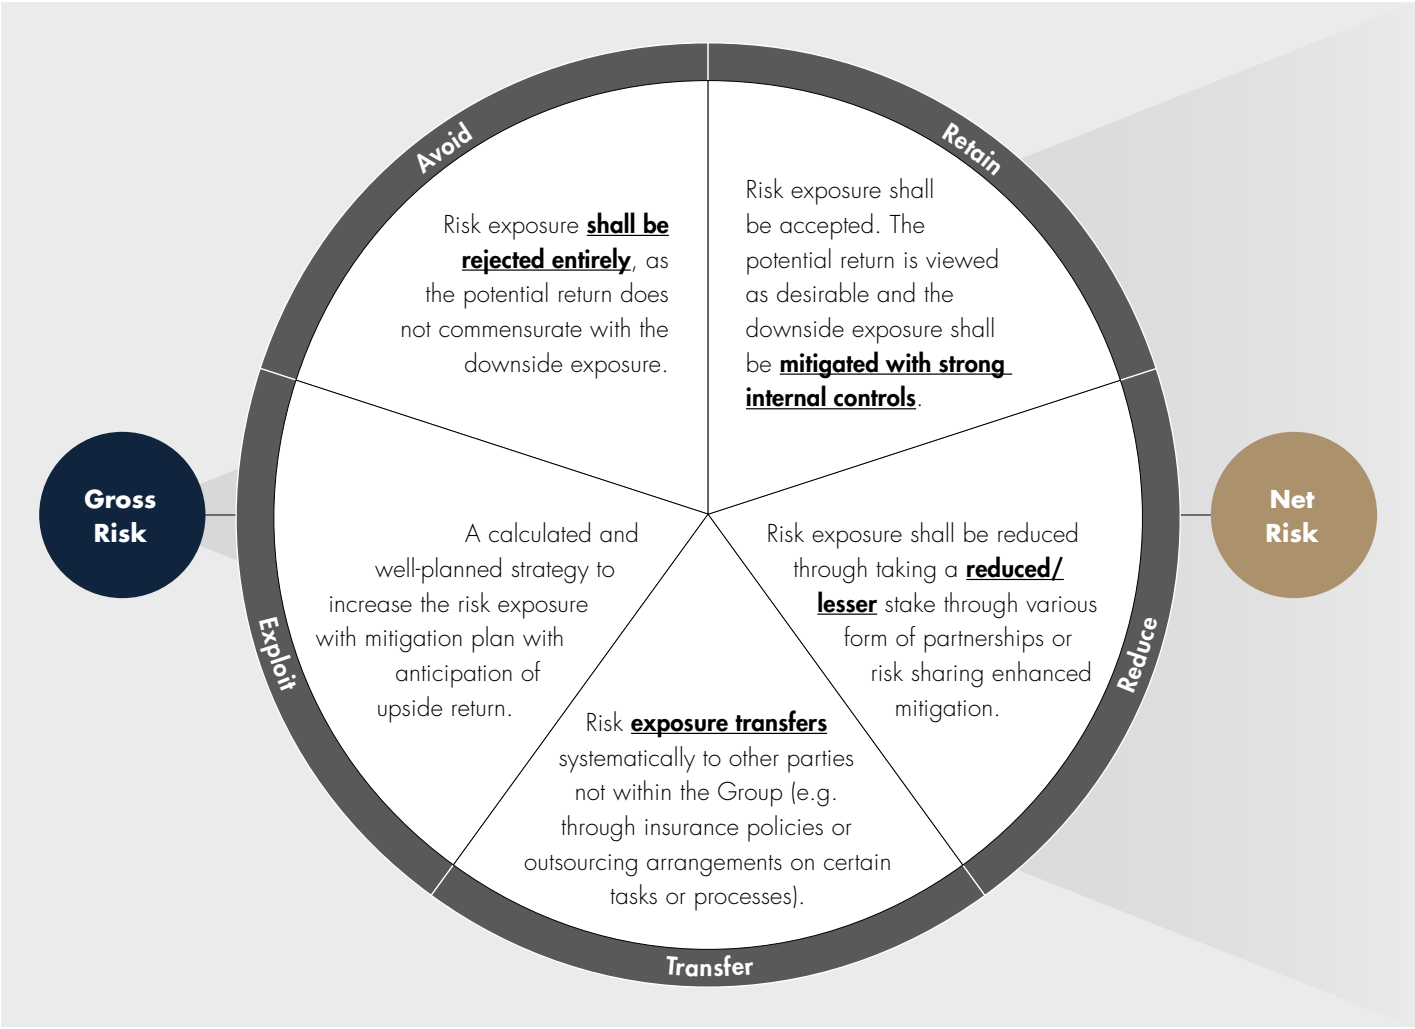 Avoid
Risk exposure shall be
rejected entirely, as
the potential return does
not commensurate with the
downside exposure.
Retain
Risk exposure shall
be accepted. The
potential return is viewed
as desirable and the
downside exposure shall
be mitigated with strong
internal controls.
Gross
Risk
Exploit
A calculated and
well-planned strategy to
increase the risk exposure
with mitigation plan with
anticipation of
upside return.
Risk exposure shall be reduced
through taking a reduced/
lesser stake through various
form of partnerships or
risk sharing enhanced
mitigation.
Reduce
Net
Risk
Risk exposure transfers
systematically to other parties
not within the Group (e.g.
through insurance policies or
outsourcing arrangements on certain
tasks or processes).
Transfer